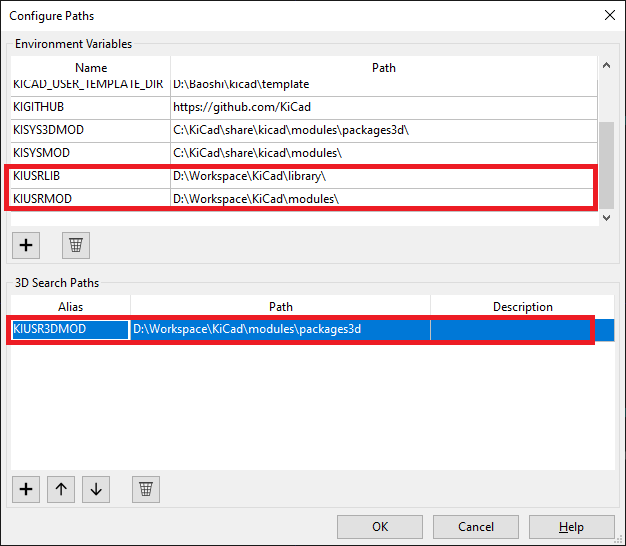 Configure Paths
Environment Variables
Name Path
KICAD_USER_TEMPLATE_DIR D:\Baoshi\kicad\template
KIGITHUB https://github.com/KiCad
KISYS3DMOD C:\KiCad\share\kicad\modules\packages3d\
KISYSMOD C:\KiCad\share\kicad\modules\
KIUSRLIB D:\Workspace\KiCad\library\
KIUSRMOD D:\Workspace\KiCad\modules\
3D Search Paths
Alias Path Description
KIUSR3DMOD D:\Workspace\KiCad\modules\packages3d
OK Cancel Help